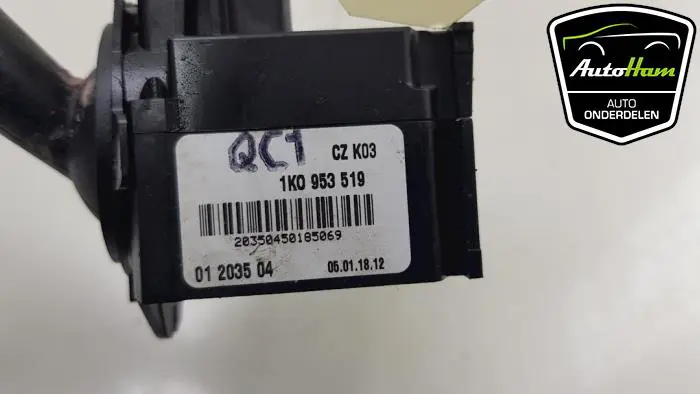 AutoHam
AUTO
ONDERDELEN
QC1
CZ K03
1K0 953 519
20350450185069
01 2035 04
05.01.18.12